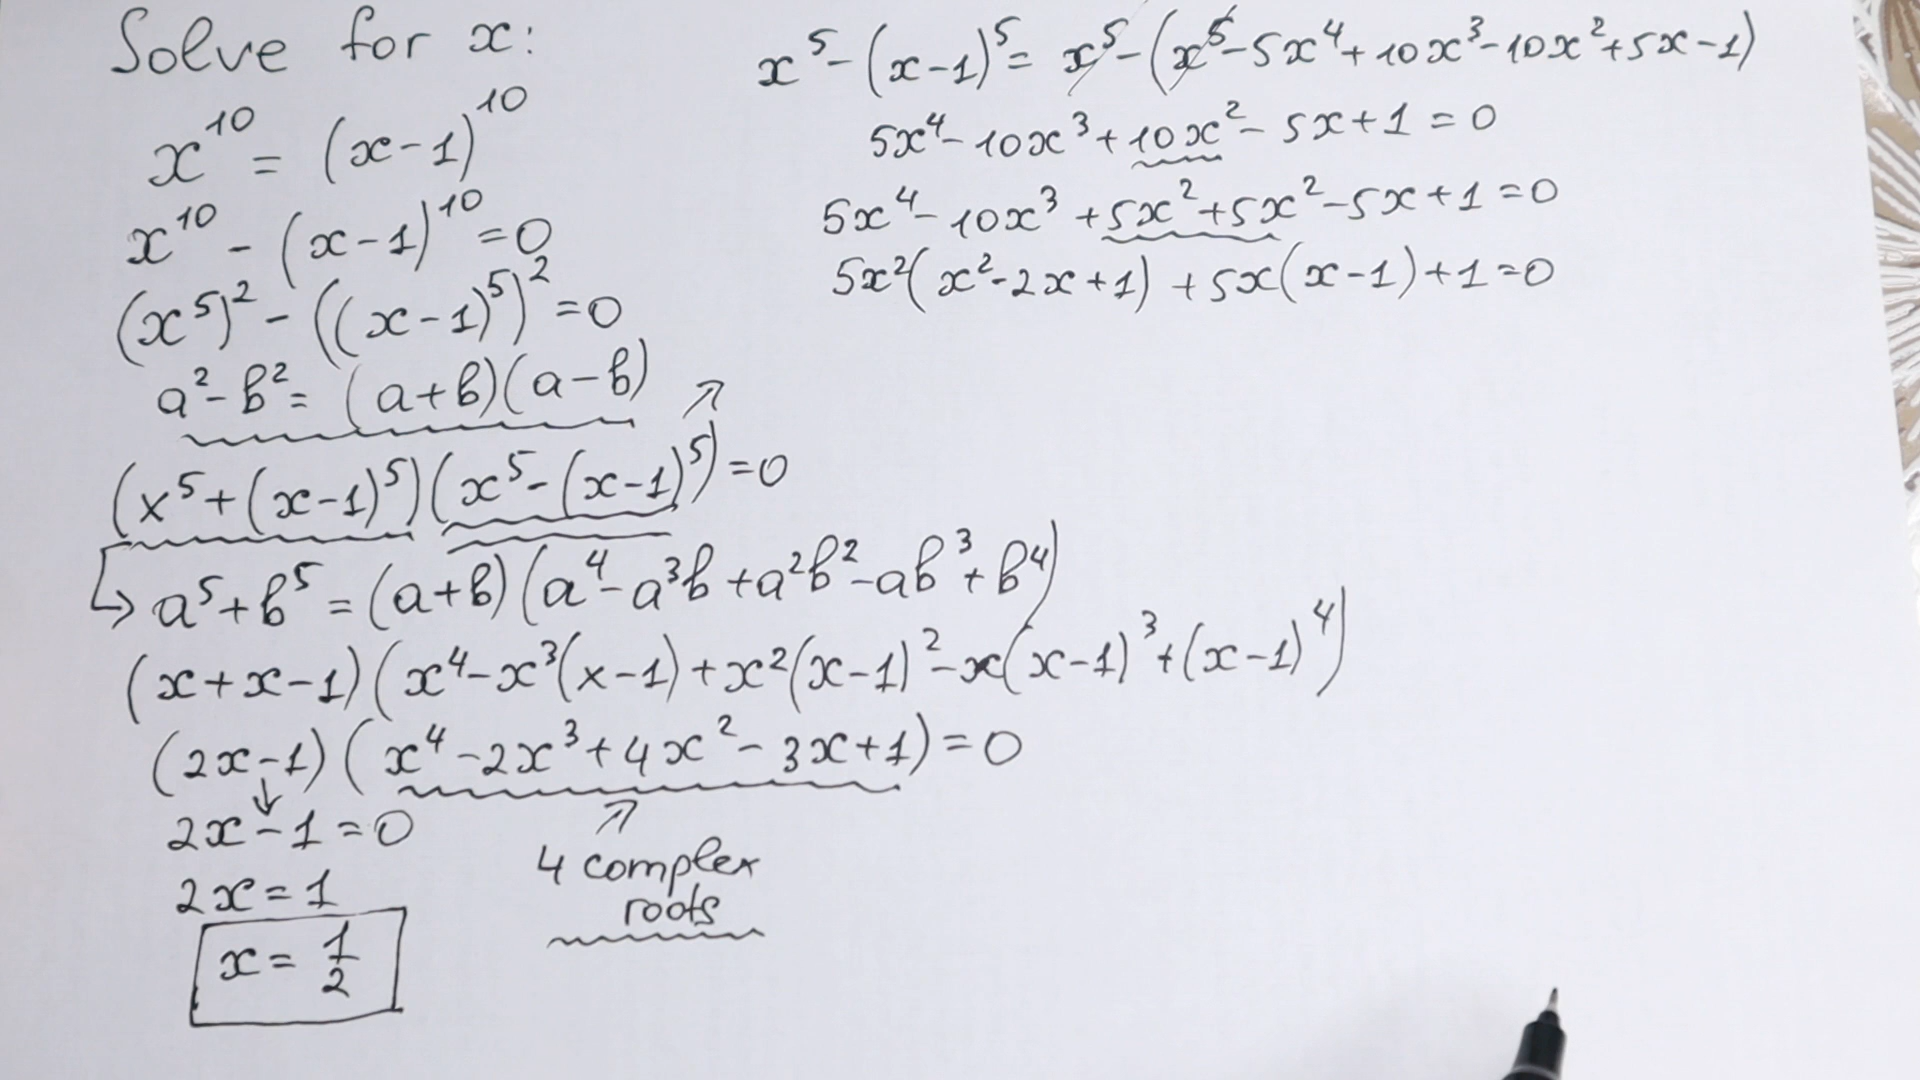 Solve for x:
x^10 = (x-1)^10
x^10 - (x-1)^10 = 0
(x^5)^2 - ((x-1)^5)^2 = 0
a^2 - b^2 = (a+b)(a-b)
(x^5+(x-1)^5)(x^5-(x-1)^5) = 0
a^5+b^5 = (a+b)(a^4-a^3b+a^2b^2-ab^3+b^4)
(x+x-1)(x^4-x^3(x-1)+x^2(x-1)^2-x(x-1)^3+(x-1)^4)
(2x-1)(x^4-2x^3+4x^2-3x+1) = 0
2x-1 = 0
2x = 1
x = 1/2
4 complex
roots
x^5-(x-1)^5 = x^5-(x^5-5x^4+10x^3-10x^2+5x-1)
5x^4-10x^3+10x^2-5x+1 = 0
5x^4-10x^3+5x^2+5x^2-5x+1 = 0
5x^2(x^2-2x+1)+5x(x-1)+1 = 0